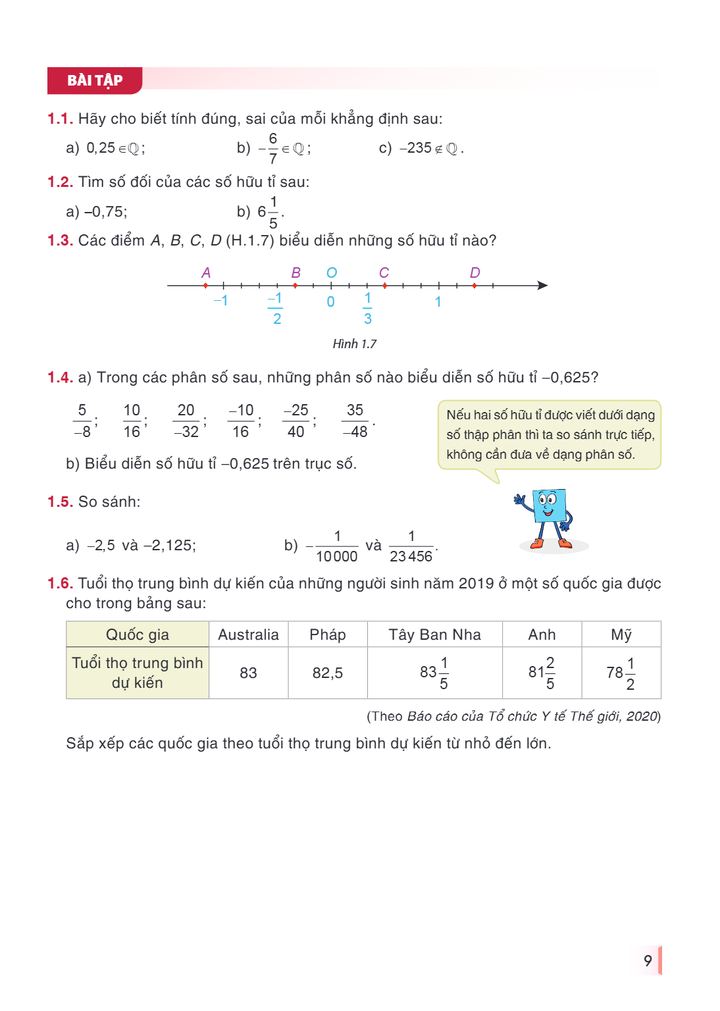 BÀI TẬP
1.1. Hãy cho biết tính đúng, sai của mỗi khẳng định sau:
a) 0,25 ∈ ℚ; b) −6/7 ∈ ℚ; c) −235 ∉ ℚ.
1.2. Tìm số đối của các số hữu tỉ sau:
a) –0,75; b) 6 1/5.
1.3. Các điểm A, B, C, D (H.1.7) biểu diễn những số hữu tỉ nào?
A B O C D
−1 −1/2 0 1/3 1
Hình 1.7
1.4. a) Trong các phân số sau, những phân số nào biểu diễn số hữu tỉ −0,625?
5/−8; 10/16; 20/−32; −10/16; −25/40; 35/−48.
Nếu hai số hữu tỉ được viết dưới dạng
số thập phân thì ta so sánh trực tiếp,
không cần đưa về dạng phân số.
b) Biểu diễn số hữu tỉ −0,625 trên trục số.
1.5. So sánh:
a) −2,5 và −2,125; b) −1/10 000 và 1/23 456.
1.6. Tuổi thọ trung bình dự kiến của những người sinh năm 2019 ở một số quốc gia được
cho trong bảng sau:
Quốc gia Australia Pháp Tây Ban Nha Anh Mỹ
Tuổi thọ trung bình
dự kiến 83 82,5 83 1/5 81 2/5 78 1/2
(Theo Báo cáo của Tổ chức Y tế Thế giới, 2020)
Sắp xếp các quốc gia theo tuổi thọ trung bình dự kiến từ nhỏ đến lớn.
9